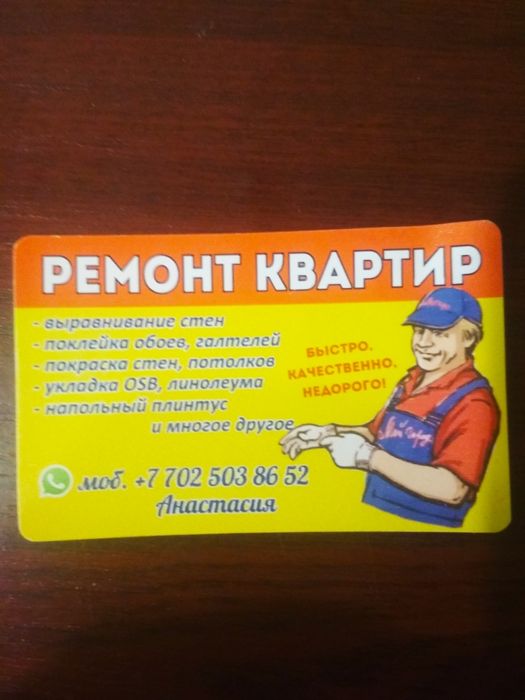 РЕМОНТ КВАРТИР
- выравнивание стен
- поклейка обоев, галтелей
- покраска стен, потолков
- укладка OSB, линолеума
- напольный плинтус
и многое другое
БЫСТРО,
КАЧЕСТВЕННО,
НЕДОРОГО!
моб. +7 702 503 86 52
Анастасия